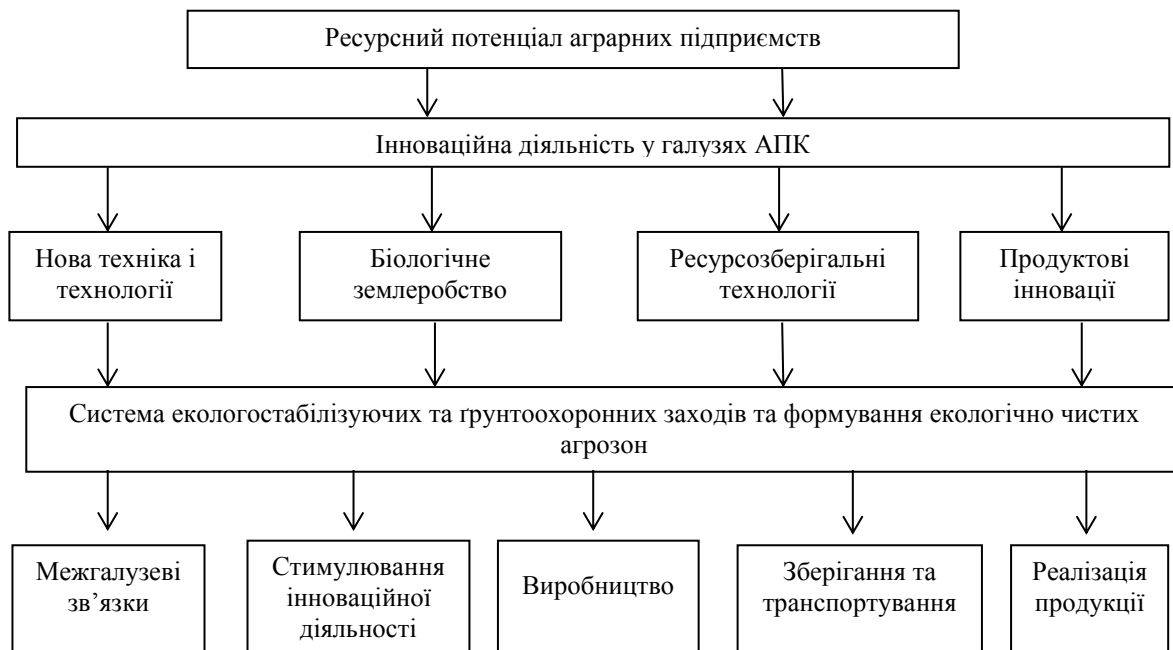 Ресурсний потенціал аграрних підприємств
Інноваційна діяльність у галузях АПК
Нова техніка і
технології
Біологічне
землеробство
Ресурсозберігальні
технології
Продуктові
інновації
Система екологостабілізуючих та ґрунтоохоронних заходів та формування екологічно чистих
агрозон
Межгалузеві
зв’язки
Стимулювання
інноваційної
діяльності
Виробництво
Зберігання та
транспортування
Реалізація
продукції